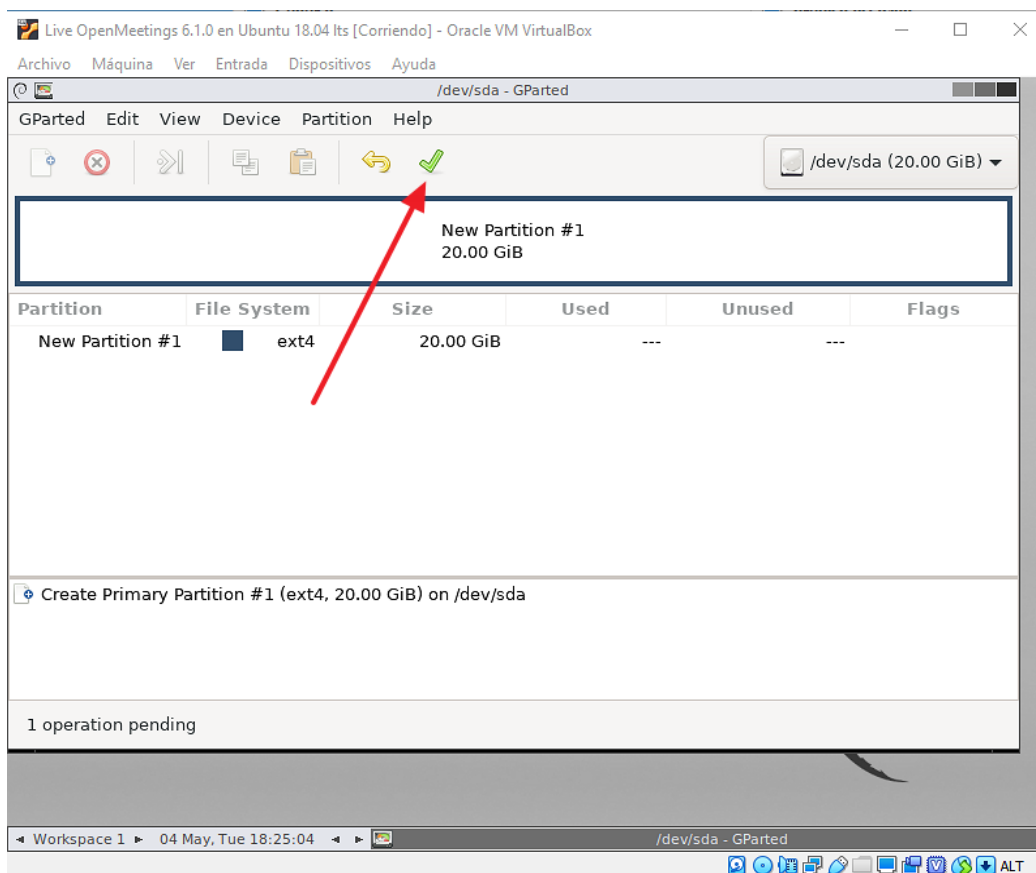 Live OpenMeetings 6.1.0 en Ubuntu 18.04 lts [Corriendo] - Oracle VM VirtualBox
Archivo Máquina Ver Entrada Dispositivos Ayuda
/dev/sda - GParted
GParted Edit View Device Partition Help
/dev/sda (20.00 GiB)
New Partition #1
20.00 GiB
Partition File System Size Used Unused Flags
New Partition #1 ext4 20.00 GiB --- ---
Create Primary Partition #1 (ext4, 20.00 GiB) on /dev/sda
1 operation pending
Workspace 1 04 May, Tue 18:25:04 /dev/sda - GParted
ALT